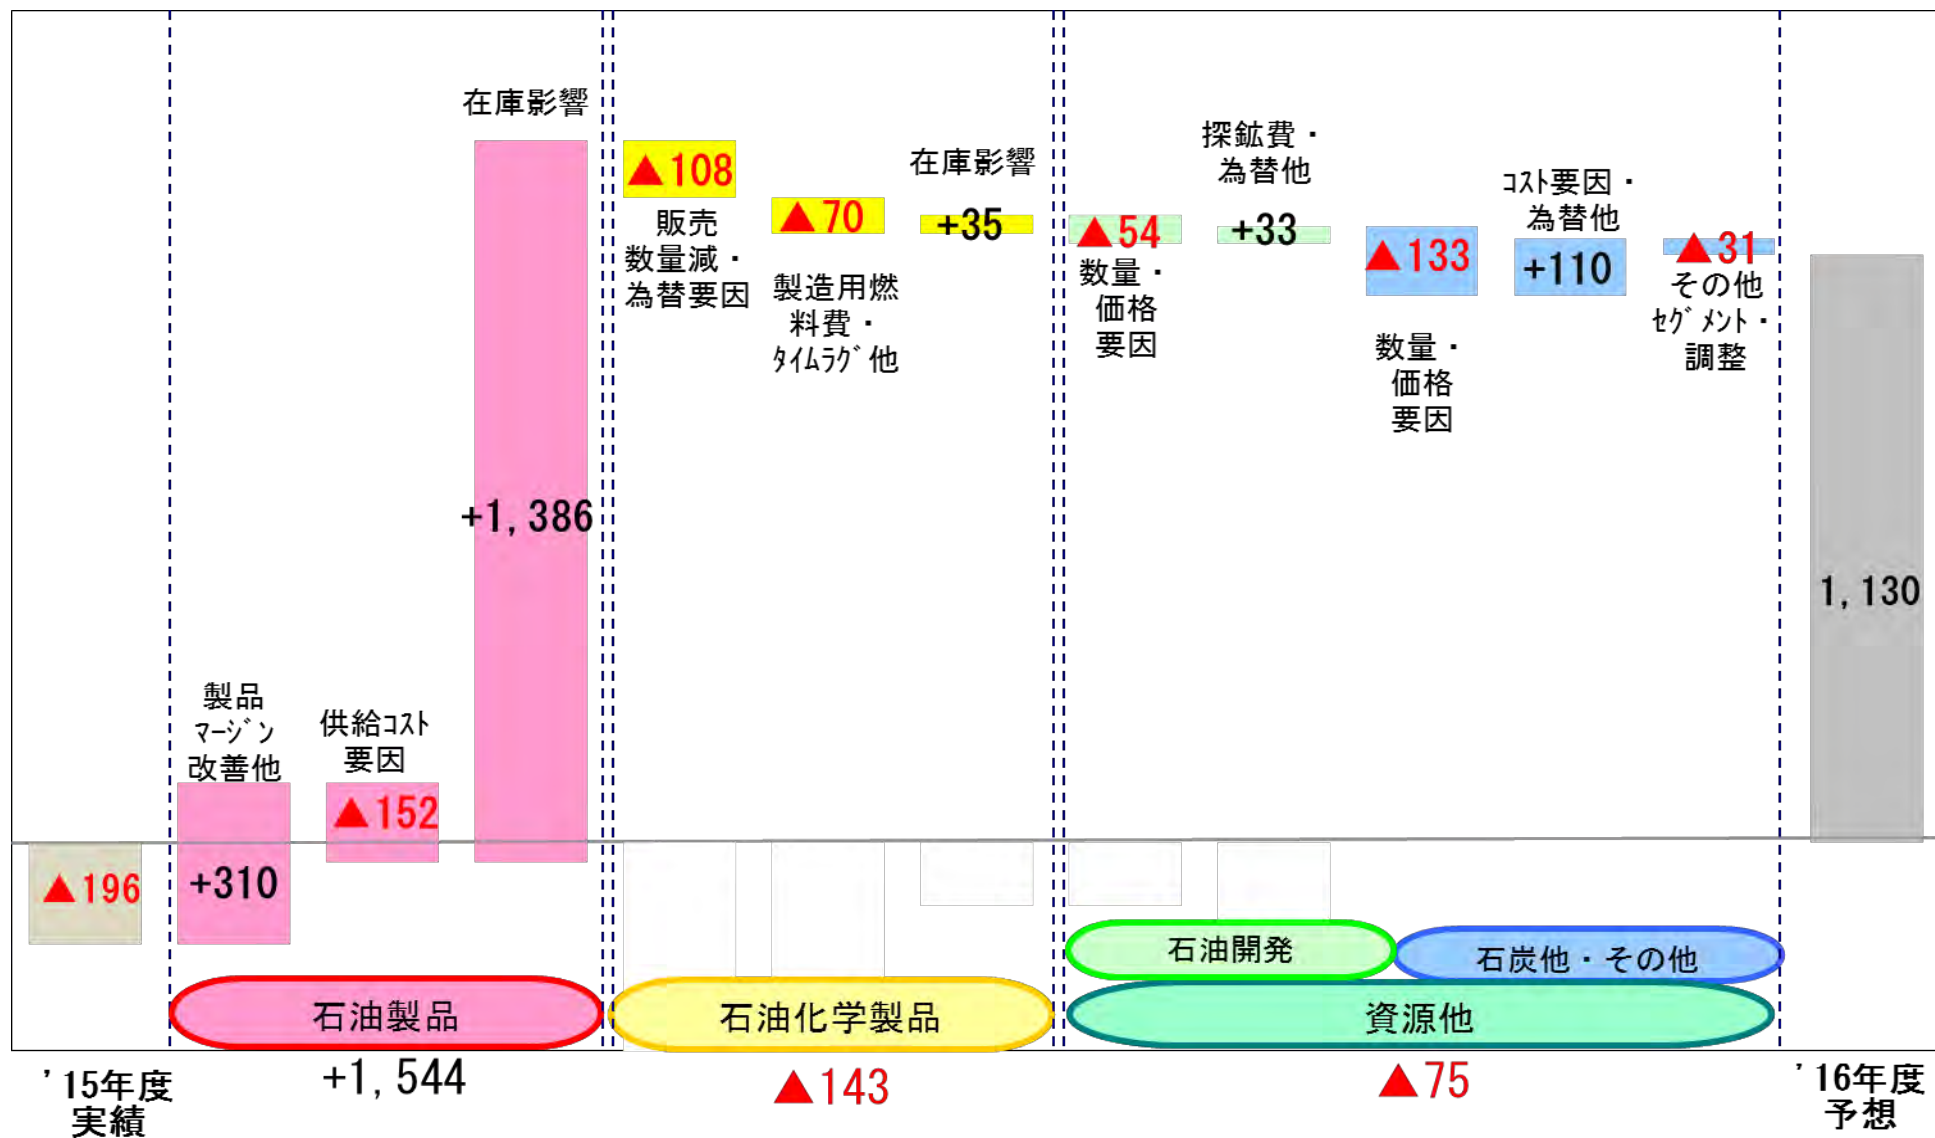 在庫影響
+1,386
製品
ﾏｰｼﾞﾝ
改善他
+310
供給ｺｽﾄ
要因
▲152
▲196
▲108
販売
数量減・
為替要因
▲70
製造用燃
料費・
ﾀｲﾑﾗｸﾞ他
在庫影響
+35
▲54
数量・
価格
要因
探鉱費・
為替他
+33
▲133
数量・
価格
要因
ｺｽﾄ要因・
為替他
+110
▲31
その他
ｾｸﾞﾒﾝﾄ・
調整
1,130
石油開発
石炭他・その他
石油製品
石油化学製品
資源他
'15年度
実績
+1,544
▲143
▲75
'16年度
予想